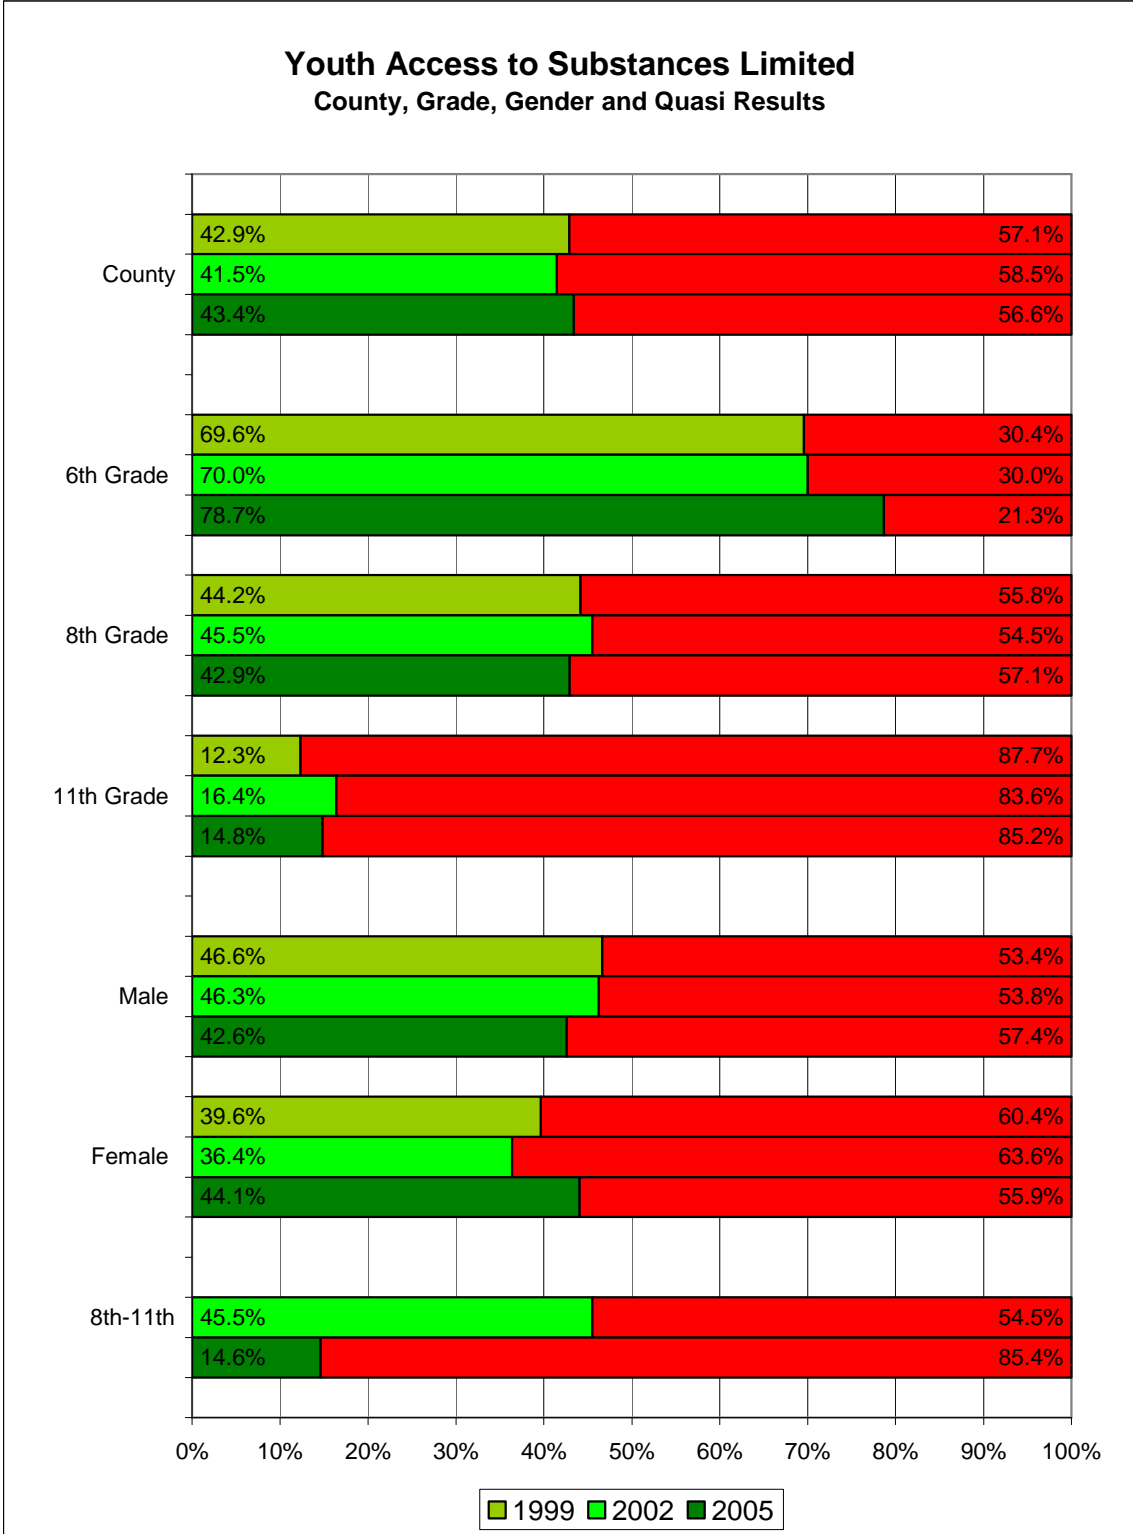 Youth Access to Substances Limited
County, Grade, Gender and Quasi Results
42.9% 57.1%
County 41.5% 58.5%
43.4% 56.6%
69.6% 30.4%
6th Grade 70.0% 30.0%
78.7% 21.3%
44.2% 55.8%
8th Grade 45.5% 54.5%
42.9% 57.1%
12.3% 87.7%
11th Grade 16.4% 83.6%
14.8% 85.2%
46.6% 53.4%
Male 46.3% 53.8%
42.6% 57.4%
39.6% 60.4%
Female 36.4% 63.6%
44.1% 55.9%
8th-11th 45.5% 54.5%
14.6% 85.4%
0% 10% 20% 30% 40% 50% 60% 70% 80% 90% 100%
1999 2002 2005